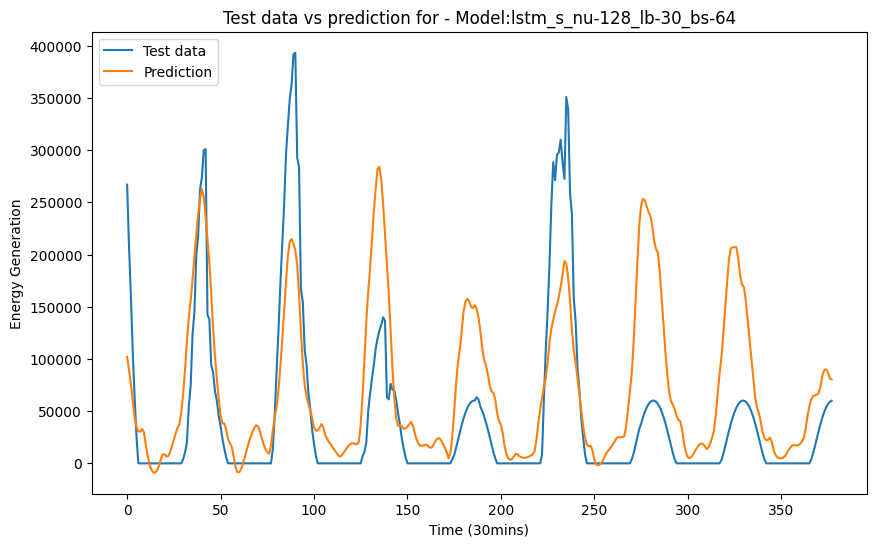 Test data vs prediction for - Model:lstm_s_nu-128_lb-30_bs-64
Test data
Prediction
400000
350000
300000
250000
200000
150000
100000
50000
0
Energy Generation
0 50 100 150 200 250 300 350
Time (30mins)